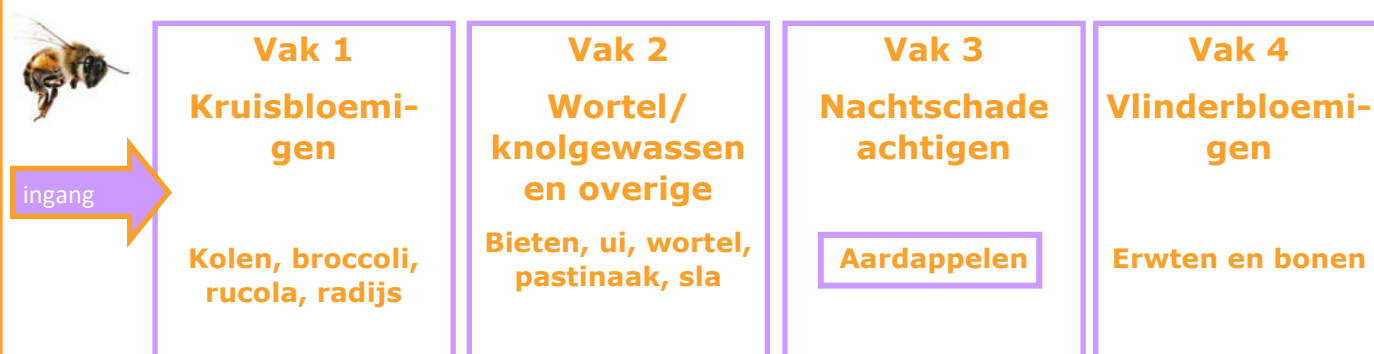 ingang
Vak 1
Kruisbloemi-
gen
Kolen, broccoli,
rucola, radijs
Vak 2
Wortel/
knolgewassen
en overige
Bieten, ui, wortel,
pastinaak, sla
Vak 3
Nachtschade
achtigen
Aardappelen
Vak 4
Vlinderbloemi-
gen
Erwten en bonen